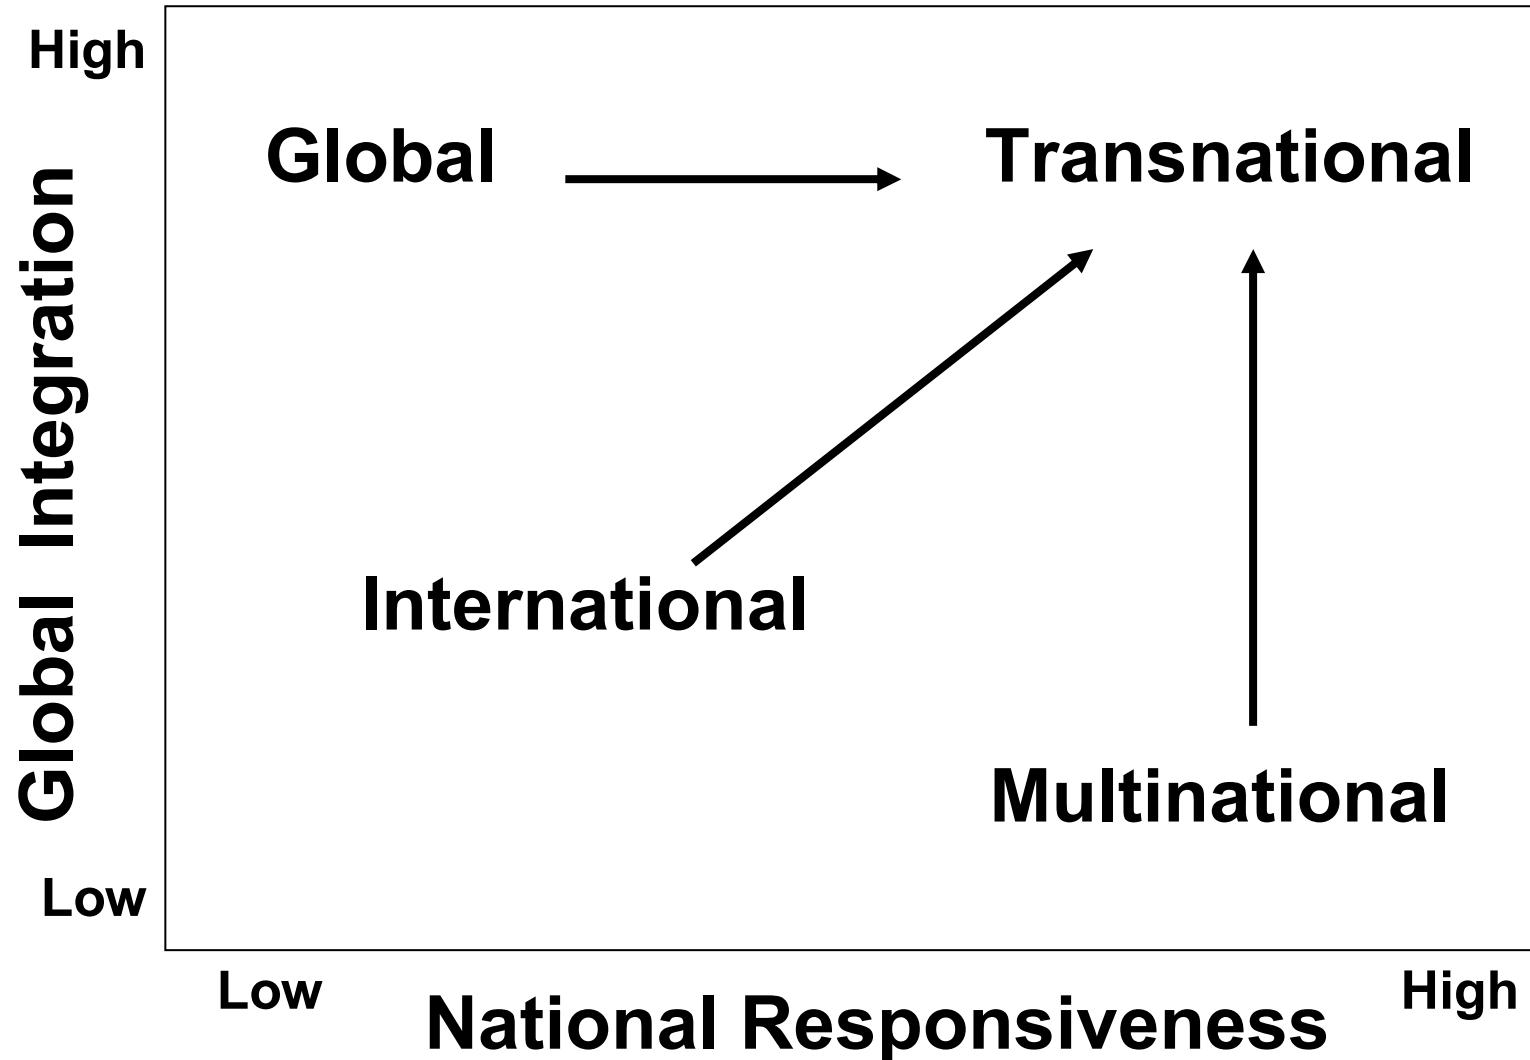 High
Global Transnational
Global Integration
International
Multinational
Low
Low High
National Responsiveness